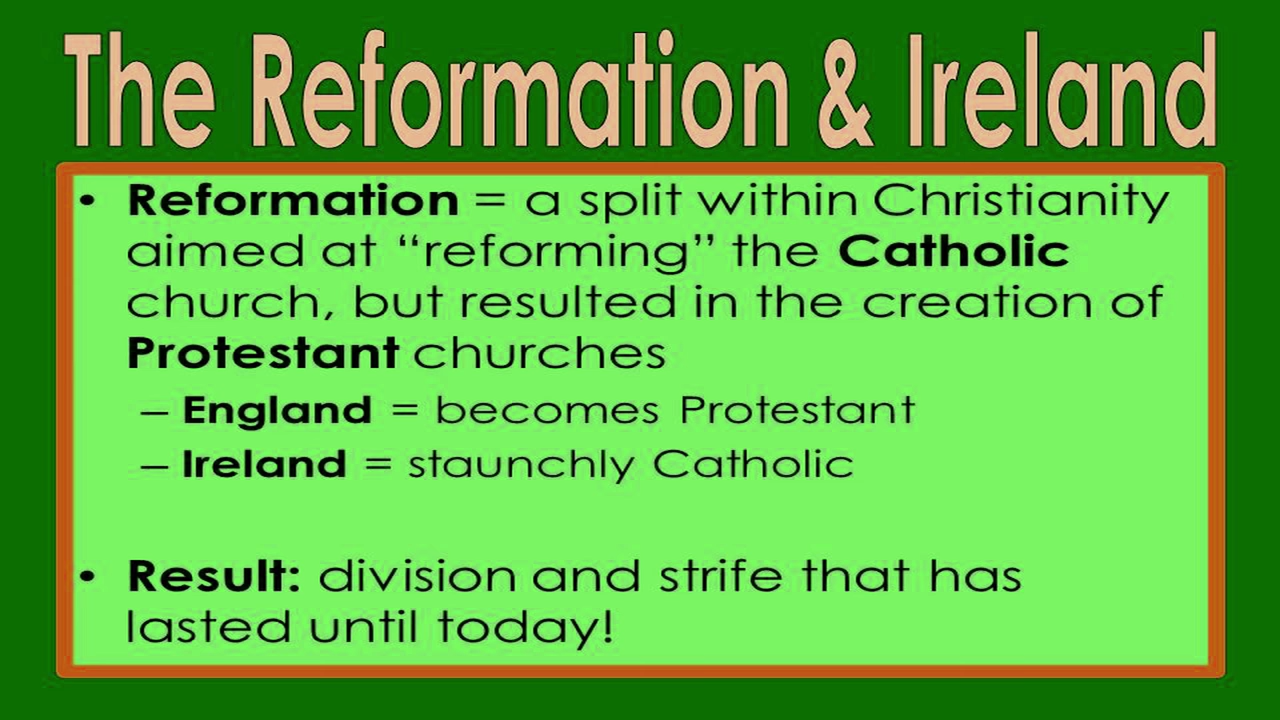 The Reformation & Ireland
• Reformation = a split within Christianity
aimed at “reforming” the Catholic
church, but resulted in the creation of
Protestant churches
– England = becomes Protestant
– Ireland = staunchly Catholic
• Result: division and strife that has
lasted until today!